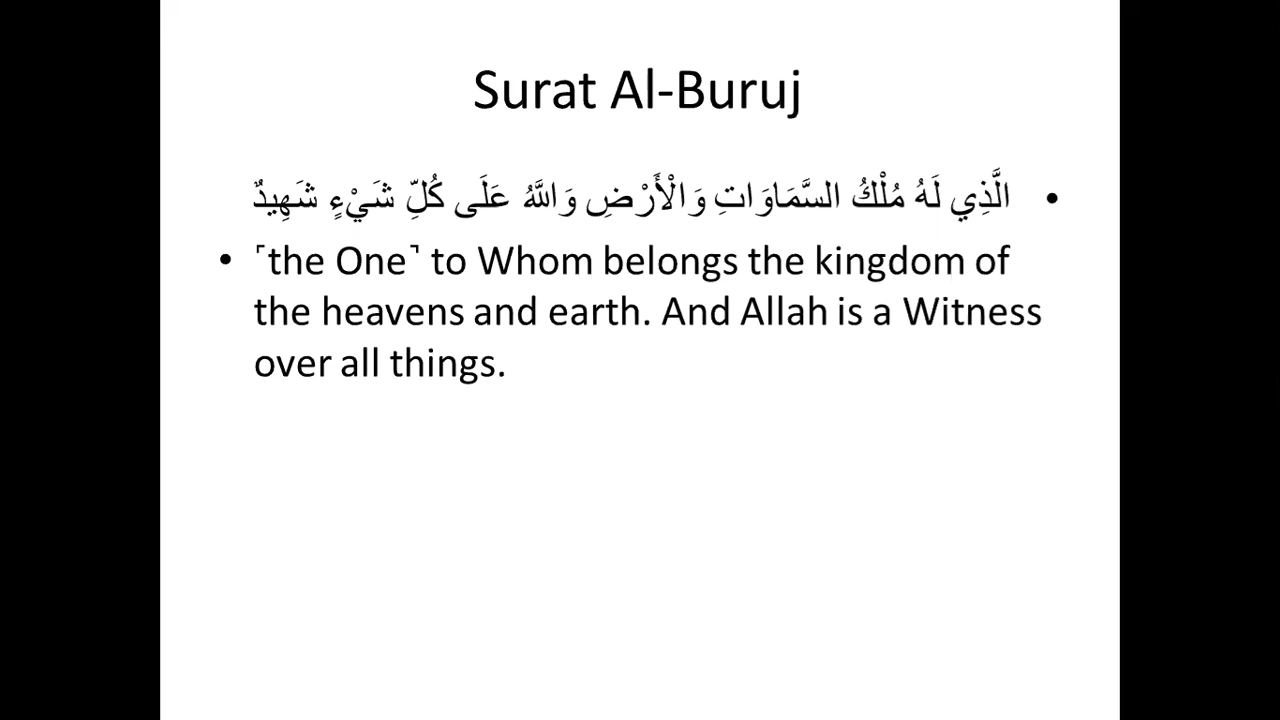 Surat Al-Buruj
• الَّذِي لَهُ مُلْكُ السَّمَاوَاتِ وَالْأَرْضِ وَاللَّهُ عَلَى كُلِّ شَيْءٍ شَهِيدٌ
• ⸢the One⸣ to Whom belongs the kingdom of
the heavens and earth. And Allah is a Witness
over all things.